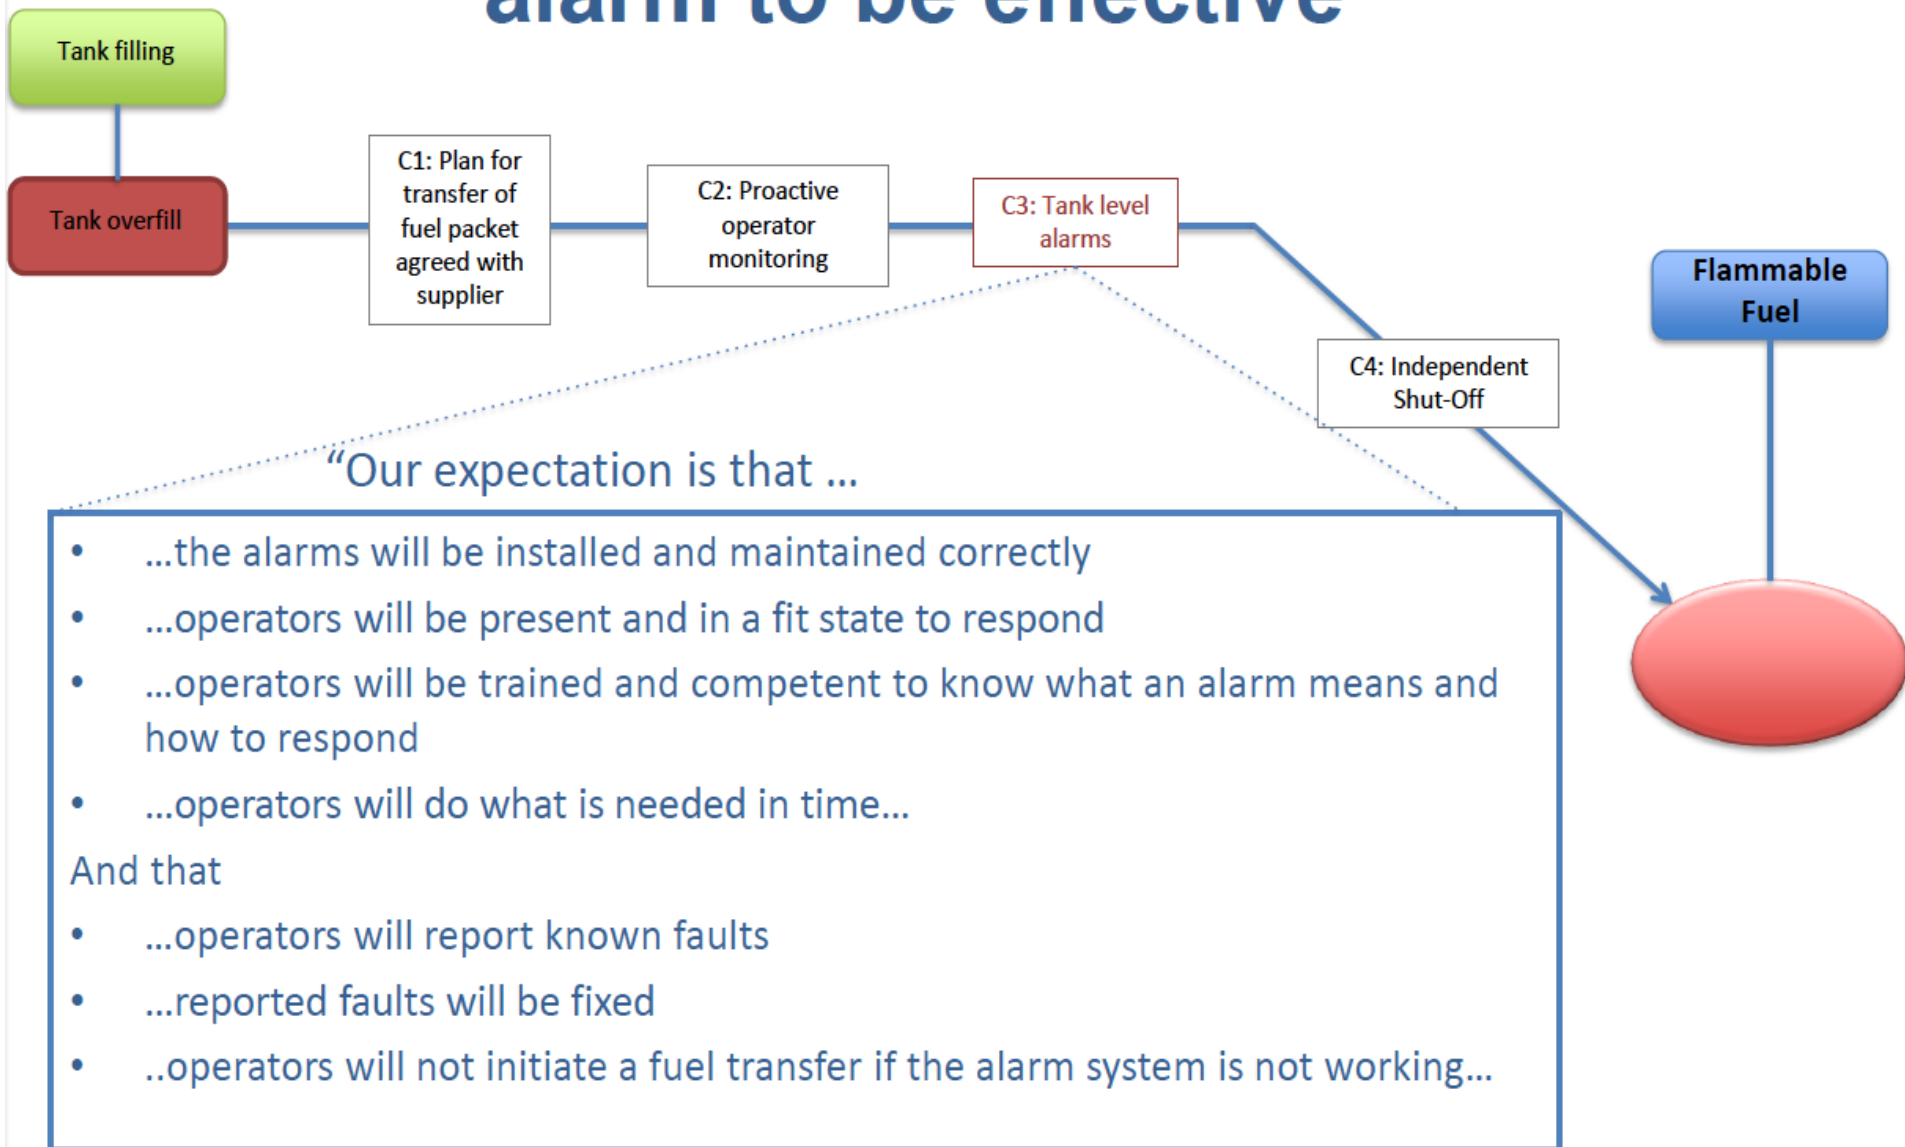 alarm to be effective
Tank filling
Tank overfill
C1: Plan for
transfer of
fuel packet
agreed with
supplier
C2: Proactive
operator
monitoring
C3: Tank level
alarms
C4: Independent
Shut-Off
Flammable
Fuel
“Our expectation is that ...
• ...the alarms will be installed and maintained correctly
• ...operators will be present and in a fit state to respond
• ...operators will be trained and competent to know what an alarm means and
how to respond
• ...operators will do what is needed in time...
And that
• ...operators will report known faults
• ...reported faults will be fixed
• ..operators will not initiate a fuel transfer if the alarm system is not working...